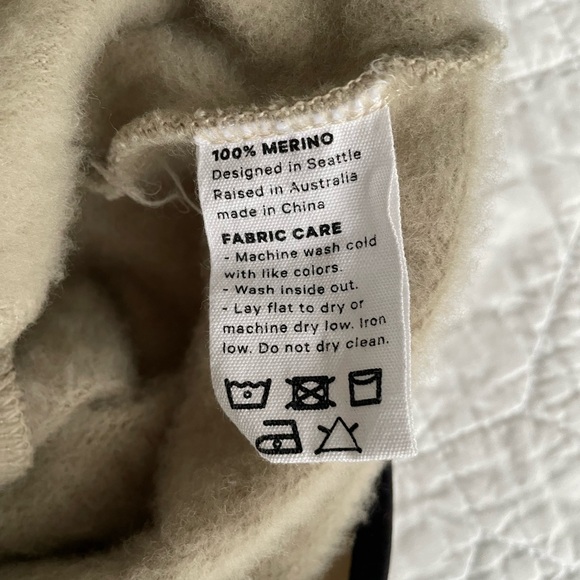 100% MERINO
Designed in Seattle
Raised in Australia
made in China
FABRIC CARE
- Machine wash cold
with like colors.
- Wash inside out.
- Lay flat to dry or
machine dry low. Iron
low. Do not dry clean.